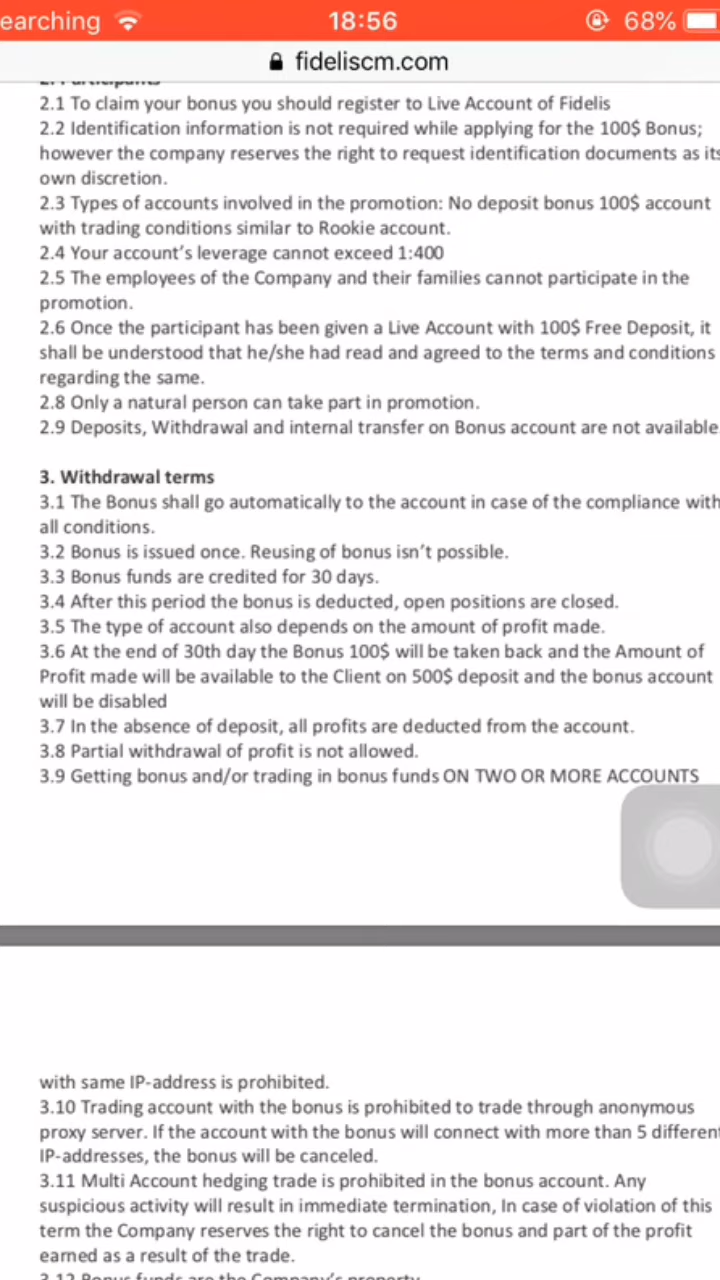 earching 18:56 68%
fideliscm.com
2.1 To claim your bonus you should register to Live Account of Fidelis
2.2 Identification information is not required while applying for the 100$ Bonus;
however the company reserves the right to request identification documents as its
own discretion.
2.3 Types of accounts involved in the promotion: No deposit bonus 100$ account
with trading conditions similar to Rookie account.
2.4 Your account's leverage cannot exceed 1:400
2.5 The employees of the Company and their families cannot participate in the
promotion.
2.6 Once the participant has been given a Live Account with 100$ Free Deposit, it
shall be understood that he/she had read and agreed to the terms and conditions
regarding the same.
2.8 Only a natural person can take part in promotion.
2.9 Deposits, Withdrawal and internal transfer on Bonus account are not available
3. Withdrawal terms
3.1 The Bonus shall go automatically to the account in case of the compliance with
all conditions.
3.2 Bonus is issued once. Reusing of bonus isn't possible.
3.3 Bonus funds are credited for 30 days.
3.4 After this period the bonus is deducted, open positions are closed.
3.5 The type of account also depends on the amount of profit made.
3.6 At the end of 30th day the Bonus 100$ will be taken back and the Amount of
Profit made will be available to the Client on 500$ deposit and the bonus account
will be disabled
3.7 In the absence of deposit, all profits are deducted from the account.
3.8 Partial withdrawal of profit is not allowed.
3.9 Getting bonus and/or trading in bonus funds ON TWO OR MORE ACCOUNTS
with same IP-address is prohibited.
3.10 Trading account with the bonus is prohibited to trade through anonymous
proxy server. If the account with the bonus will connect with more than 5 different
IP-addresses, the bonus will be canceled.
3.11 Multi Account hedging trade is prohibited in the bonus account. Any
suspicious activity will result in immediate termination, In case of violation of this
term the Company reserves the right to cancel the bonus and part of the profit
earned as a result of the trade.
3.12 Bonus funds are the Company's property